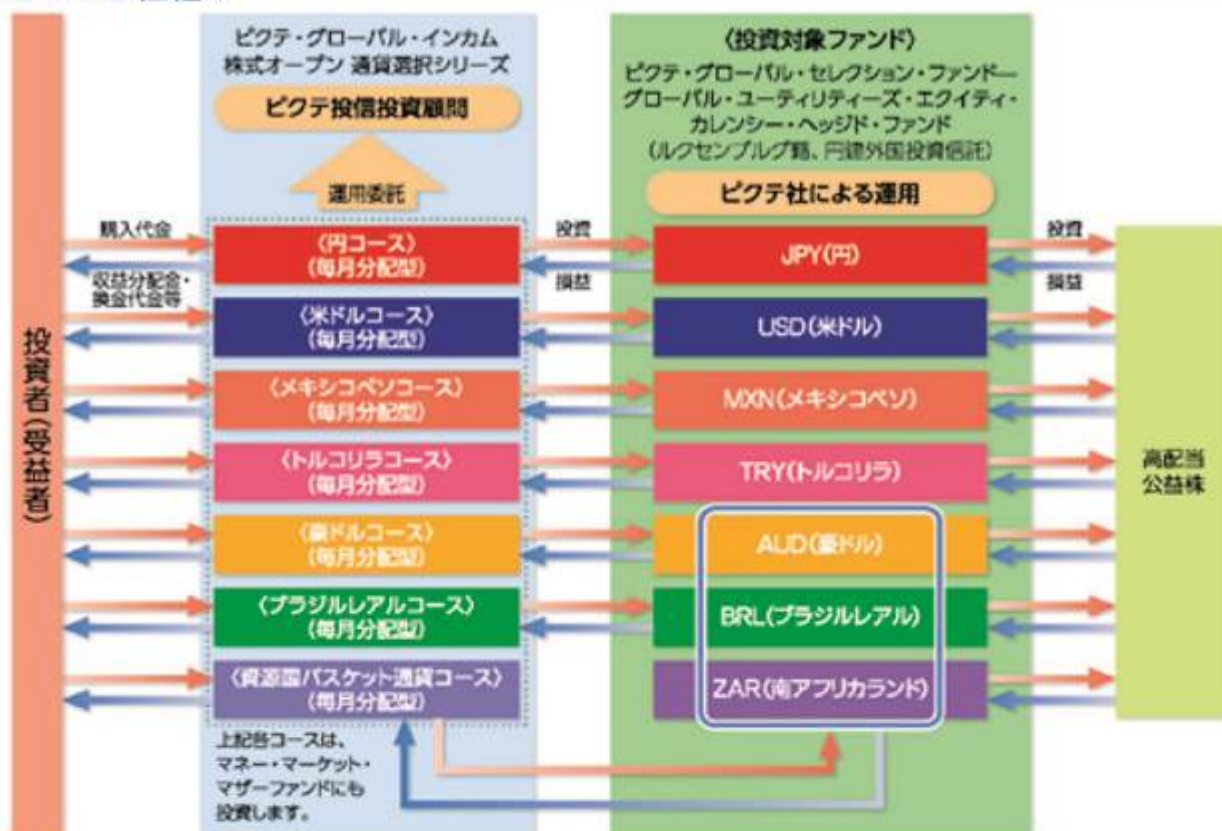 ピクテ・グローバル・インカム
株式オープン 通貨選択シリーズ
ピクテ投信投資顧問
運用委託
〈投資対象ファンド〉
ピクテ・グローバル・セレクション・ファンド―
グローバル・ユーティリティーズ・エクイティ・
カレンシー・ヘッジド・ファンド
(ルクセンブルグ籍、円建外国投資信託)
ピクテ社による運用
投資者(受益者)
購入代金
収益分配金・
換金代金等
〈円コース〉
(毎月分配型)
投資
損益
JPY(円)
投資
損益
〈米ドルコース〉
(毎月分配型)
USD(米ドル)
〈メキシコペソコース〉
(毎月分配型)
MXN(メキシコペソ)
〈トルコリラコース〉
(毎月分配型)
TRY(トルコリラ)
〈豪ドルコース〉
(毎月分配型)
AUD(豪ドル)
〈ブラジルレアルコース〉
(毎月分配型)
BRL(ブラジルレアル)
〈資源国バスケット通貨コース〉
(毎月分配型)
ZAR(南アフリカランド)
高配当
公益株
上記各コースは、
マネー・マーケット・
マザーファンドにも
投資します。